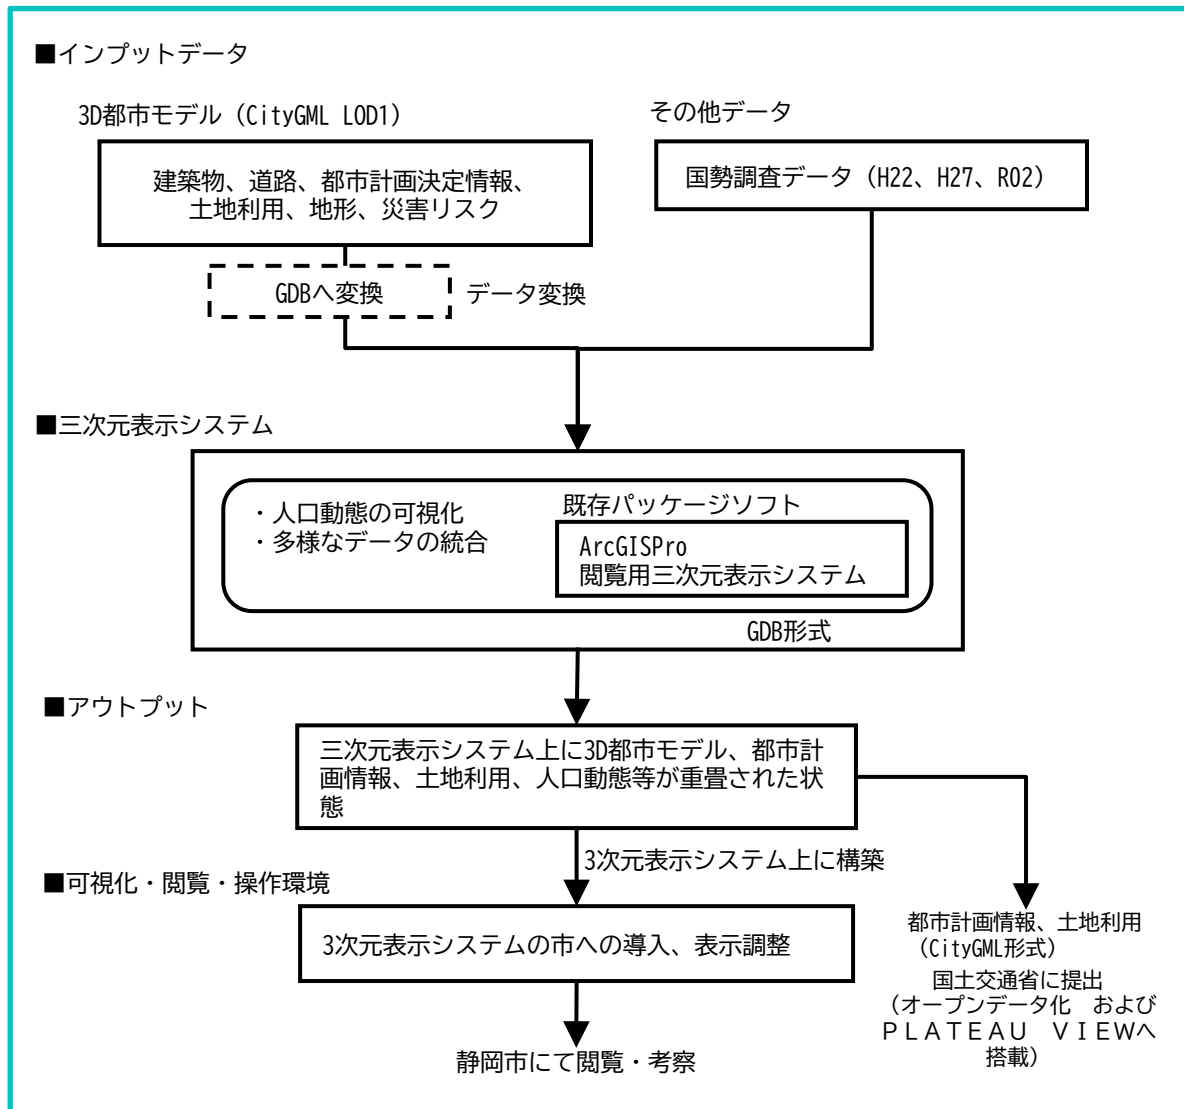 ■インプットデータ
3D都市モデル（CityGML LOD1）
建築物、道路、都市計画決定情報、
土地利用、地形、災害リスク
その他データ
国勢調査データ（H22、H27、R02）
GDBへ変換
データ変換
■三次元表示システム
・人口動態の可視化
・多様なデータの統合
既存パッケージソフト
ArcGISPro
閲覧用三次元表示システム
GDB形式
■アウトプット
三次元表示システム上に3D都市モデル、都市計
画情報、土地利用、人口動態等が重畳された状
態
3次元表示システム上に構築
■可視化・閲覧・操作環境
3次元表示システムの市への導入、表示調整
静岡市にて閲覧・考察
都市計画情報、土地利用
（CityGML形式）
国土交通省に提出
（オープンデータ化　および
ＰＬＡＴＥＡＵ　ＶＩＥＷへ
搭載）